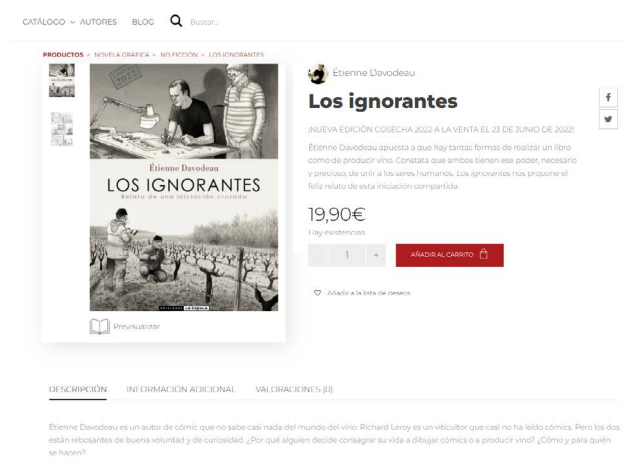 CATÁLOGO AUTORES BLOG Buscar...
PRODUCTOS > NOVELA GRÁFICA > NO FICCIÓN > LOS IGNORANTES
2022
Étienne Davodeau
LOS IGNORANTES
Relato de una iniciación cruzada
EDICIONES LA CÚPULA
Previsualizar
Étienne Davodeau
Los ignorantes
¡NUEVA EDICIÓN COSECHA 2022 A LA VENTA EL 23 DE JUNIO DE 2022!
Étienne Davodeau apuesta a que hay tantas formas de realizar un libro
como de producir vino. Constata que ambos tienen ese poder, necesario
y precioso, de unir a los seres humanos. Los ignorantes nos propone el
feliz relato de esta iniciación compartida.
19,90€
Hay existencias
- 1 +
AÑADIR AL CARRITO
Añadir a la lista de deseos
DESCRIPCIÓN INFORMACIÓN ADICIONAL VALORACIONES (0)
Étienne Davodeau es un autor de cómic que no sabe casi nada del mundo del vino. Richard Leroy es un viticultor que casi no ha leído cómics. Pero los dos
están rebosantes de buena voluntad y de curiosidad. ¿Por qué alguien decide consagrar su vida a dibujar cómics o a producir vino? ¿Cómo y para quién
se hacen?